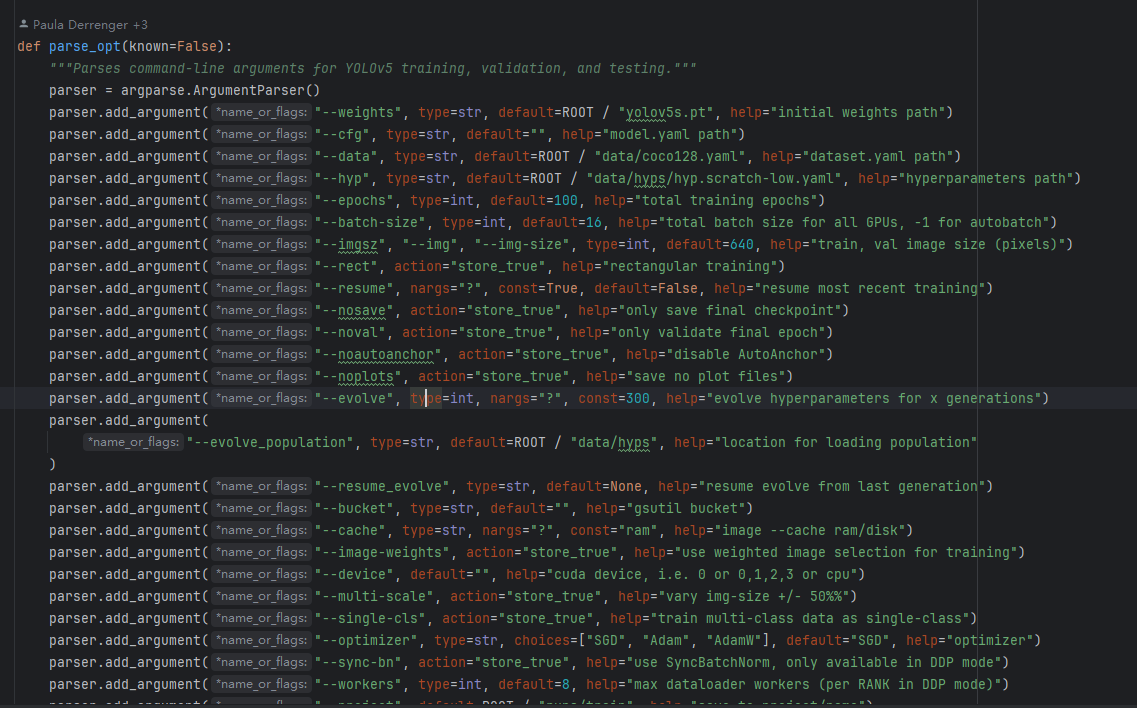 Paula Derrenger +3
def parse_opt(known=False):
    """Parses command-line arguments for YOLOv5 training, validation, and testing."""
    parser = argparse.ArgumentParser()
    parser.add_argument( *name_or_flags: "--weights", type=str, default=ROOT / "yolov5s.pt", help="initial weights path")
    parser.add_argument( *name_or_flags: "--cfg", type=str, default="", help="model.yaml path")
    parser.add_argument( *name_or_flags: "--data", type=str, default=ROOT / "data/coco128.yaml", help="dataset.yaml path")
    parser.add_argument( *name_or_flags: "--hyp", type=str, default=ROOT / "data/hyps/hyp.scratch-low.yaml", help="hyperparameters path")
    parser.add_argument( *name_or_flags: "--epochs", type=int, default=100, help="total training epochs")
    parser.add_argument( *name_or_flags: "--batch-size", type=int, default=16, help="total batch size for all GPUs, -1 for autobatch")
    parser.add_argument( *name_or_flags: "--imgsz", "--img", "--img-size", type=int, default=640, help="train, val image size (pixels)")
    parser.add_argument( *name_or_flags: "--rect", action="store_true", help="rectangular training")
    parser.add_argument( *name_or_flags: "--resume", nargs="?", const=True, default=False, help="resume most recent training")
    parser.add_argument( *name_or_flags: "--nosave", action="store_true", help="only save final checkpoint")
    parser.add_argument( *name_or_flags: "--noval", action="store_true", help="only validate final epoch")
    parser.add_argument( *name_or_flags: "--noautoanchor", action="store_true", help="disable AutoAnchor")
    parser.add_argument( *name_or_flags: "--noplots", action="store_true", help="save no plot files")
    parser.add_argument( *name_or_flags: "--evolve", type=int, nargs="?", const=300, help="evolve hyperparameters for x generations")
    parser.add_argument(
        *name_or_flags: "--evolve_population", type=str, default=ROOT / "data/hyps", help="location for loading population"
    )
    parser.add_argument( *name_or_flags: "--resume_evolve", type=str, default=None, help="resume evolve from last generation")
    parser.add_argument( *name_or_flags: "--bucket", type=str, default="", help="gsutil bucket")
    parser.add_argument( *name_or_flags: "--cache", type=str, nargs="?", const="ram", help="image --cache ram/disk")
    parser.add_argument( *name_or_flags: "--image-weights", action="store_true", help="use weighted image selection for training")
    parser.add_argument( *name_or_flags: "--device", default="", help="cuda device, i.e. 0 or 0,1,2,3 or cpu")
    parser.add_argument( *name_or_flags: "--multi-scale", action="store_true", help="vary img-size +/- 50%%")
    parser.add_argument( *name_or_flags: "--single-cls", action="store_true", help="train multi-class data as single-class")
    parser.add_argument( *name_or_flags: "--optimizer", type=str, choices=["SGD", "Adam", "AdamW"], default="SGD", help="optimizer")
    parser.add_argument( *name_or_flags: "--sync-bn", action="store_true", help="use SyncBatchNorm, only available in DDP mode")
    parser.add_argument( *name_or_flags: "--workers", type=int, default=8, help="max dataloader workers (per RANK in DDP mode)")